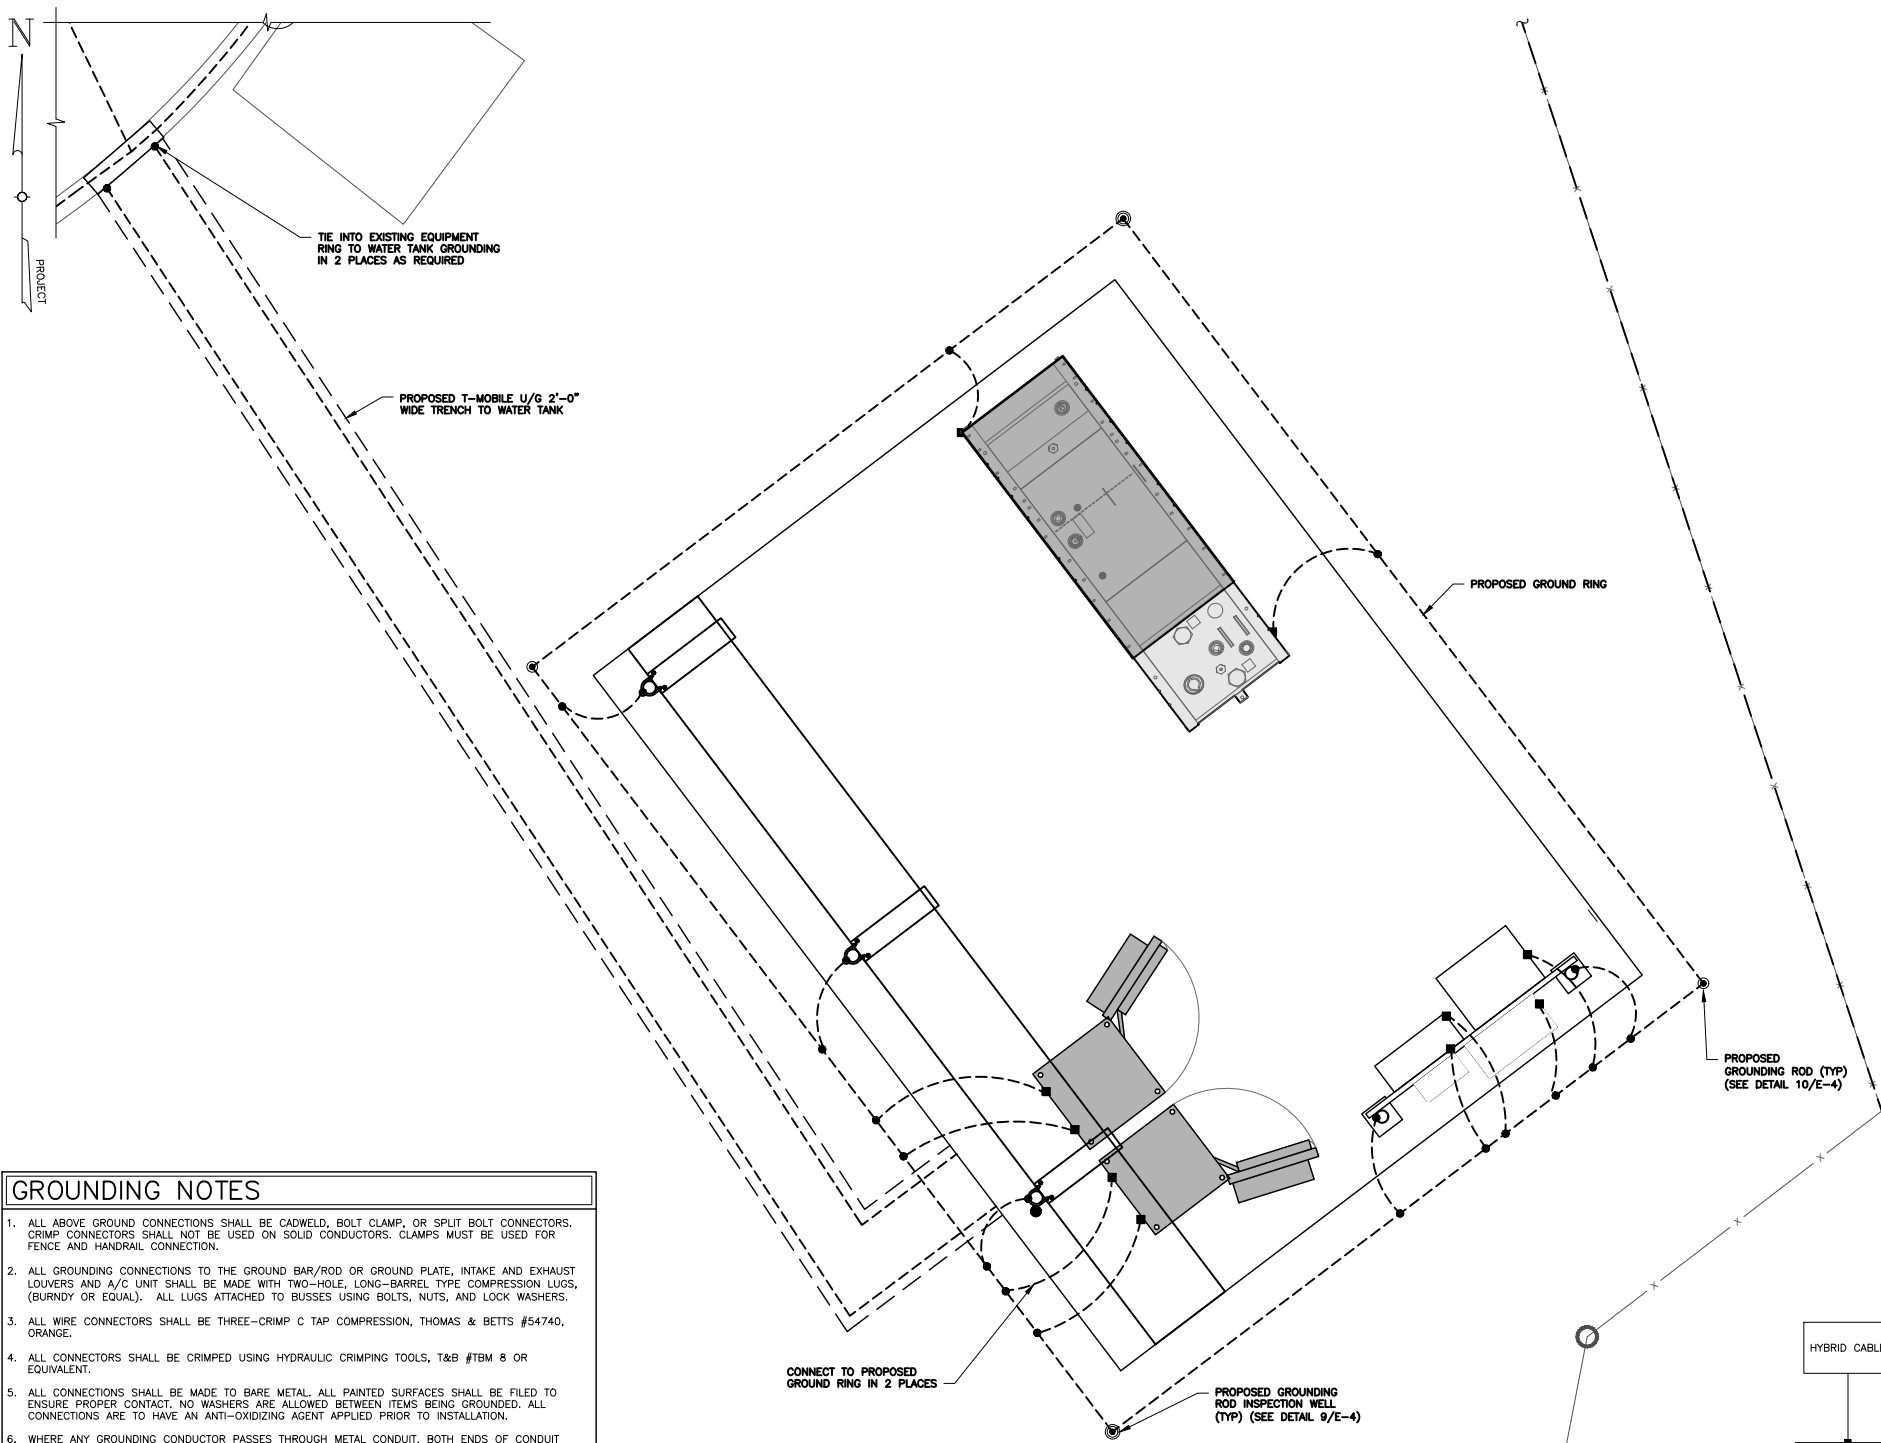 N
PROJECT
TIE INTO EXISTING EQUIPMENT
RING TO WATER TANK GROUNDING
IN 2 PLACES AS REQUIRED
PROPOSED T-MOBILE U/G 2'-0"
WIDE TRENCH TO WATER TANK
PROPOSED GROUND RING
PROPOSED
GROUNDING ROD (TYP)
(SEE DETAIL 10/E-4)
CONNECT TO PROPOSED
GROUND RING IN 2 PLACES
PROPOSED GROUNDING
ROD INSPECTION WELL
(TYP) (SEE DETAIL 9/E-4)
HYBRID CABLE
GROUNDING NOTES
1. ALL ABOVE GROUND CONNECTIONS SHALL BE CADWELD, BOLT CLAMP, OR SPLIT BOLT CONNECTORS.
CRIMP CONNECTORS SHALL NOT BE USED ON SOLID CONDUCTORS. CLAMPS MUST BE USED FOR
FENCE AND HANDRAIL CONNECTION.
2. ALL GROUNDING CONNECTIONS TO THE GROUND BAR/ROD OR GROUND PLATE, INTAKE AND EXHAUST
LOUVERS AND A/C UNIT SHALL BE MADE WITH TWO-HOLE, LONG-BARREL TYPE COMPRESSION LUGS,
(BURNDY OR EQUAL). ALL LUGS ATTACHED TO BUSSES USING BOLTS, NUTS, AND LOCK WASHERS.
3. ALL WIRE CONNECTORS SHALL BE THREE-CRIMP C TAP COMPRESSION, THOMAS & BETTS #54740,
ORANGE.
4. ALL CONNECTORS SHALL BE CRIMPED USING HYDRAULIC CRIMPING TOOLS, T&B #TBM 8 OR
EQUIVALENT.
5. ALL CONNECTIONS SHALL BE MADE TO BARE METAL. ALL PAINTED SURFACES SHALL BE FILED TO
ENSURE PROPER CONTACT. NO WASHERS ARE ALLOWED BETWEEN ITEMS BEING GROUNDED. ALL
CONNECTIONS ARE TO HAVE AN ANTI-OXIDIZING AGENT APPLIED PRIOR TO INSTALLATION.
6. WHERE ANY GROUNDING CONDUCTOR PASSES THROUGH METAL CONDUIT, BOTH ENDS OF CONDUIT